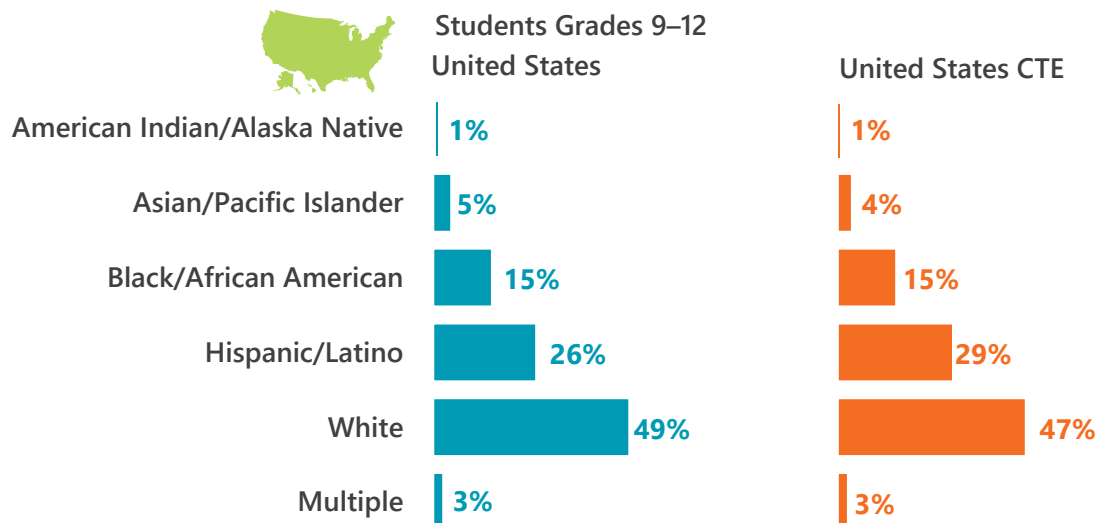 Students Grades 9–12
United States
United States CTE
American Indian/Alaska Native 1% 1%
Asian/Pacific Islander 5% 4%
Black/African American 15% 15%
Hispanic/Latino 26% 29%
White 49% 47%
Multiple 3% 3%